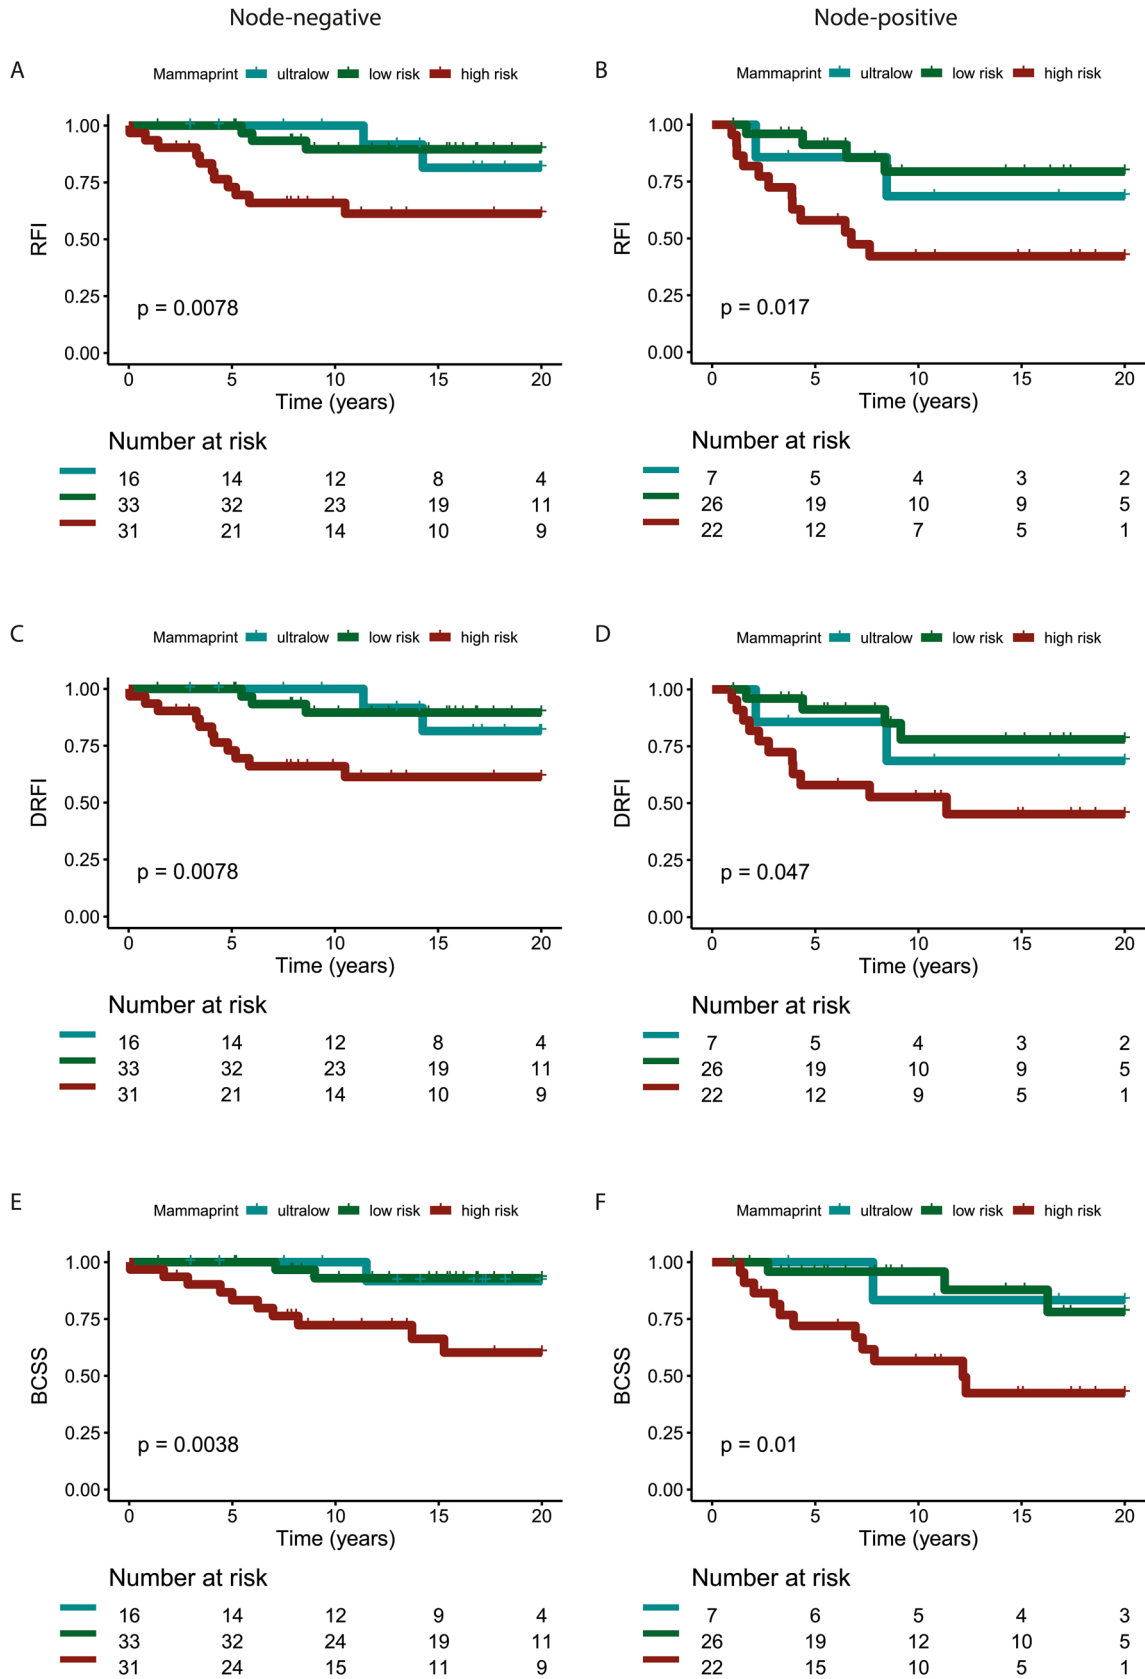 Node-negative
Node-positive
A
Mammaprint ultralow low risk high risk
1.00
0.75
0.50
0.25
0.00
RFI
p = 0.0078
0 5 10 15 20
Time (years)
Number at risk
16 14 12 8 4
33 32 23 19 11
31 21 14 10 9
B
Mammaprint ultralow low risk high risk
1.00
0.75
0.50
0.25
0.00
RFI
p = 0.017
0 5 10 15 20
Time (years)
Number at risk
7 5 4 3 2
26 19 10 9 5
22 12 7 5 1
C
Mammaprint ultralow low risk high risk
1.00
0.75
0.50
0.25
0.00
DRFI
p = 0.0078
0 5 10 15 20
Time (years)
Number at risk
16 14 12 8 4
33 32 23 19 11
31 21 14 10 9
D
Mammaprint ultralow low risk high risk
1.00
0.75
0.50
0.25
0.00
DRFI
p = 0.047
0 5 10 15 20
Time (years)
Number at risk
7 5 4 3 2
26 19 10 9 5
22 12 9 5 1
E
Mammaprint ultralow low risk high risk
1.00
0.75
0.50
0.25
0.00
BCSS
p = 0.0038
0 5 10 15 20
Time (years)
Number at risk
16 14 12 9 4
33 32 24 19 11
31 24 15 11 9
F
Mammaprint ultralow low risk high risk
1.00
0.75
0.50
0.25
0.00
BCSS
p = 0.01
0 5 10 15 20
Time (years)
Number at risk
7 6 5 4 3
26 19 12 10 5
22 15 10 5 1